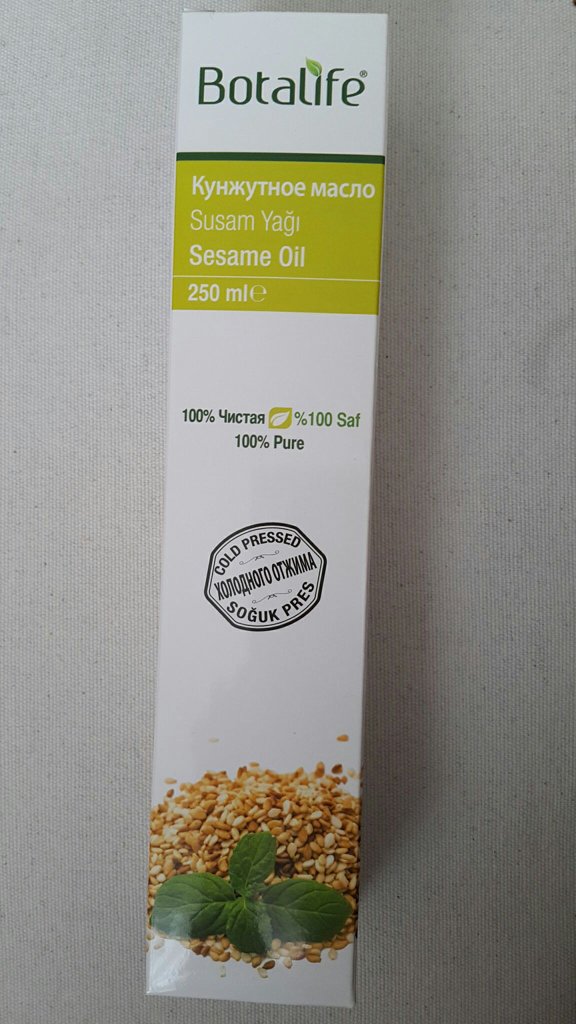 Botalife®
Кунжутное масло
Susam Yağı
Sesame Oil
250 ml℮
100% Чистая %100 Saf
100% Pure
COLD PRESSED
ХОЛОДНОГО ОТЖИМА
SOĞUK PRES